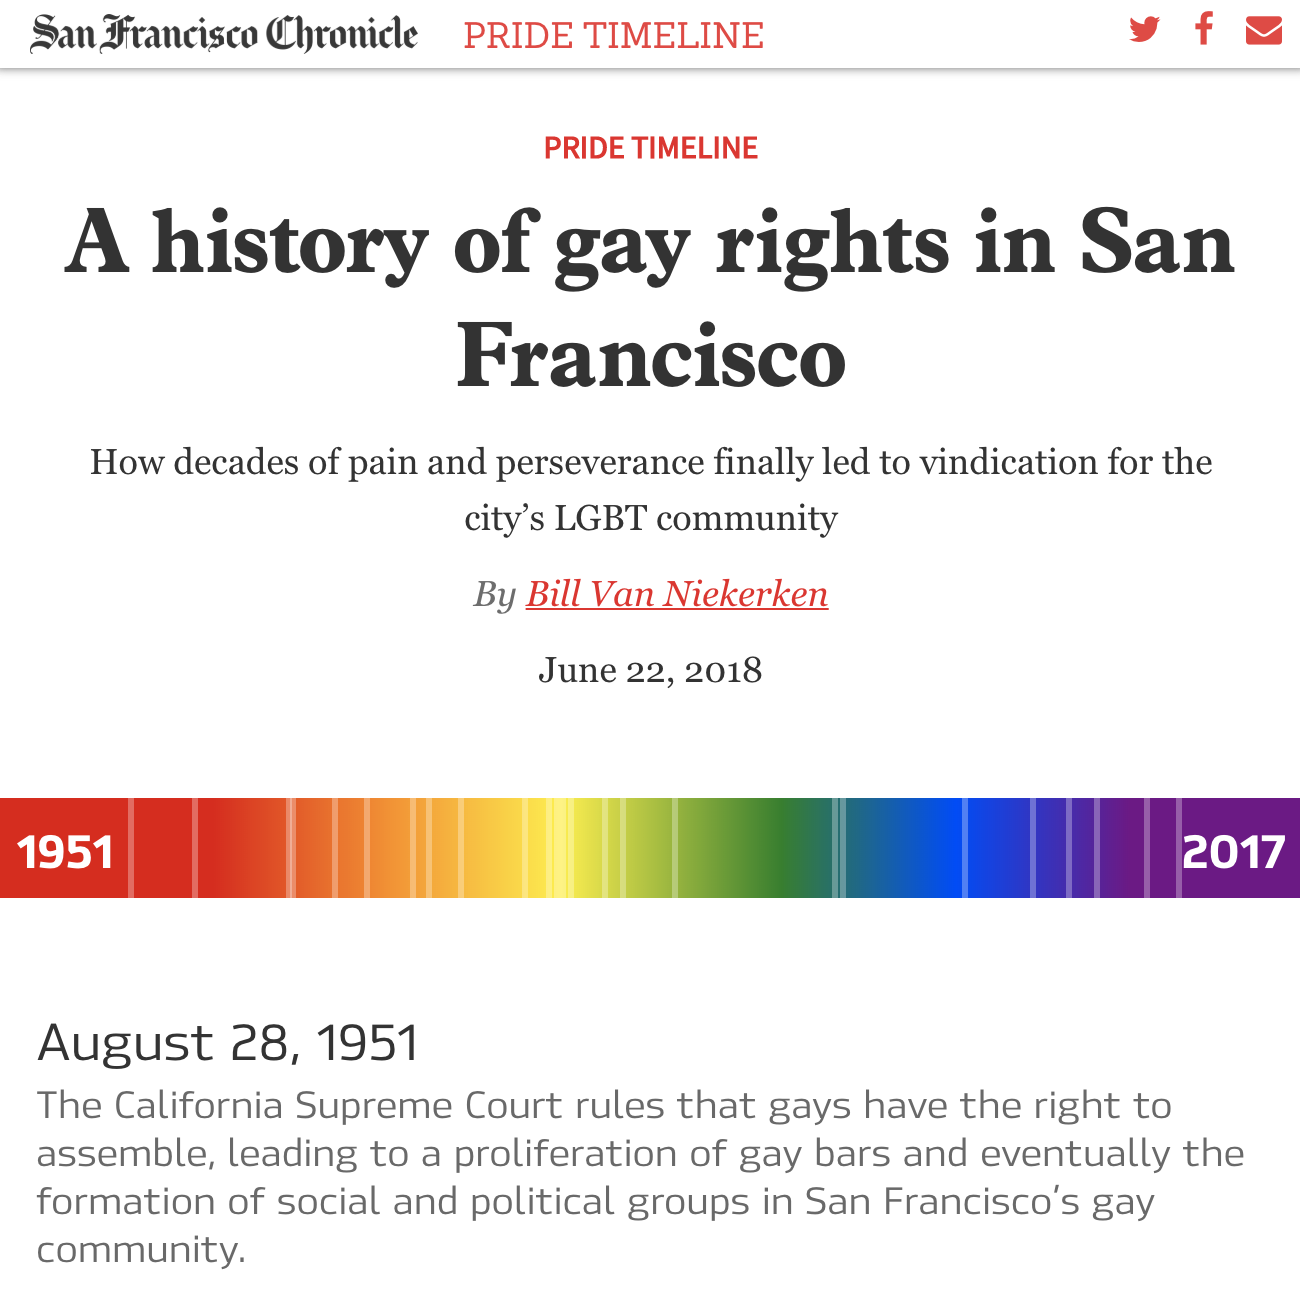 San Francisco Chronicle PRIDE TIMELINE
PRIDE TIMELINE
A history of gay rights in San
Francisco
How decades of pain and perseverance finally led to vindication for the
city’s LGBT community
By Bill Van Niekerken
June 22, 2018
1951 2017
August 28, 1951
The California Supreme Court rules that gays have the right to
assemble, leading to a proliferation of gay bars and eventually the
formation of social and political groups in San Francisco’s gay
community.